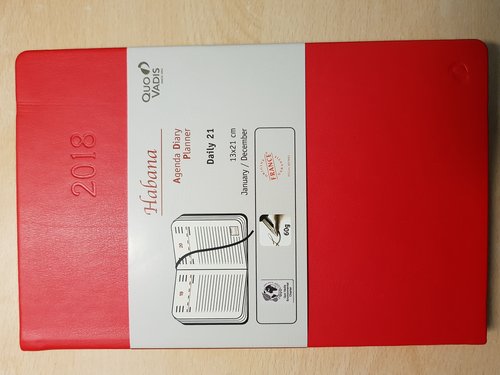 2018
QUO
VADIS
Habana
Agenda Diary
Planner
Daily 21
13x21 cm
January / December
FRANCE
60g